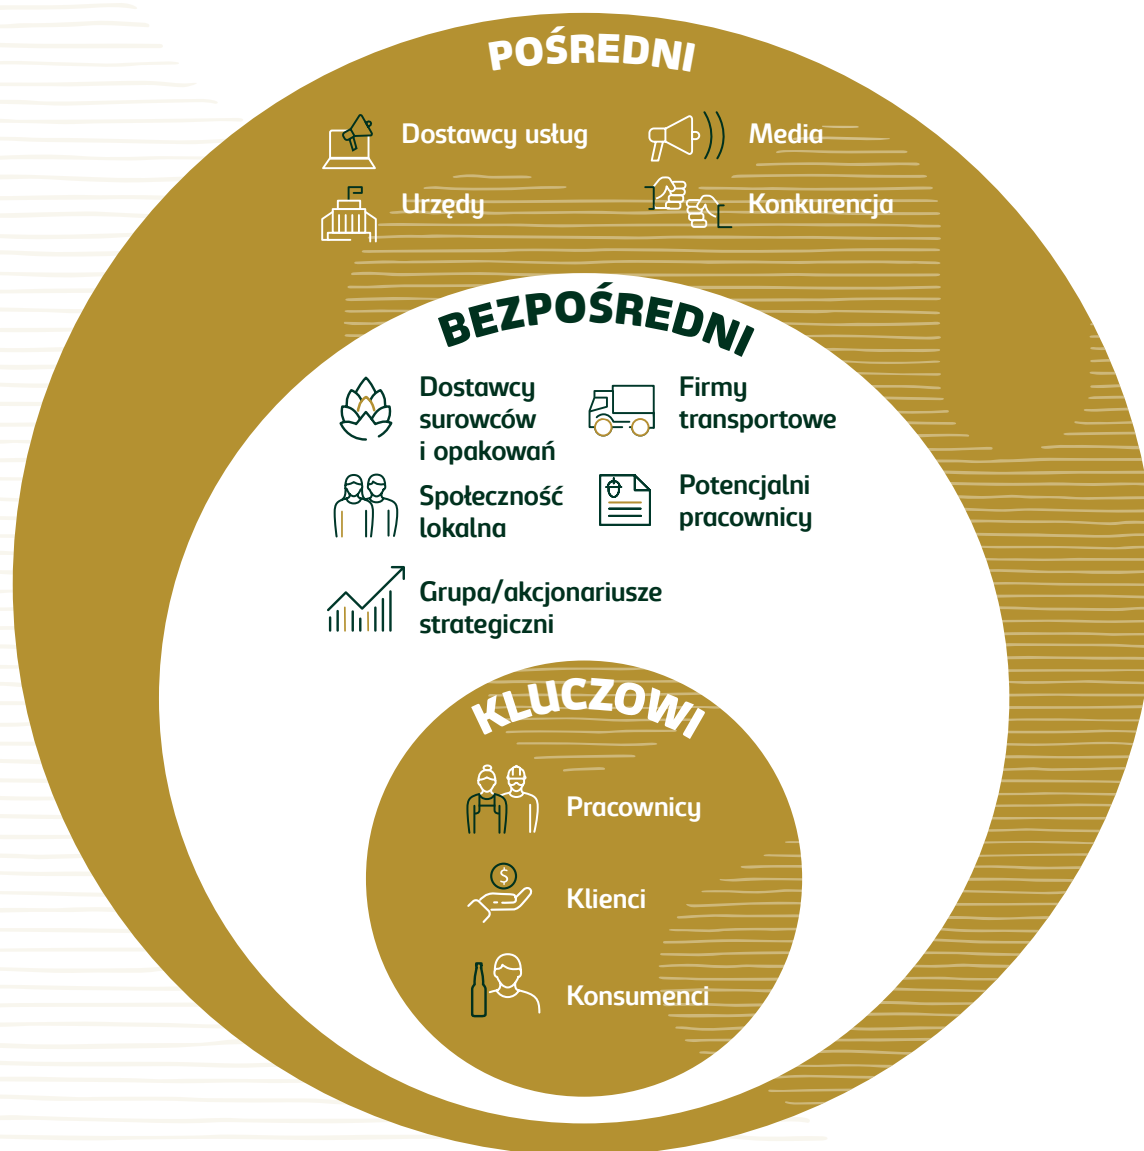 POŚREDNI
Dostawcy usług
Media
Urzędy
Konkurencja
BEZPOŚREDNI
Dostawcy
surowców
i opakowań
Firmy
transportowe
Społeczność
lokalna
Potencjalni
pracownicy
Grupa/akcjonariusze
strategiczni
KLUCZOWI
Pracownicy
$
Klienci
Konsumenci